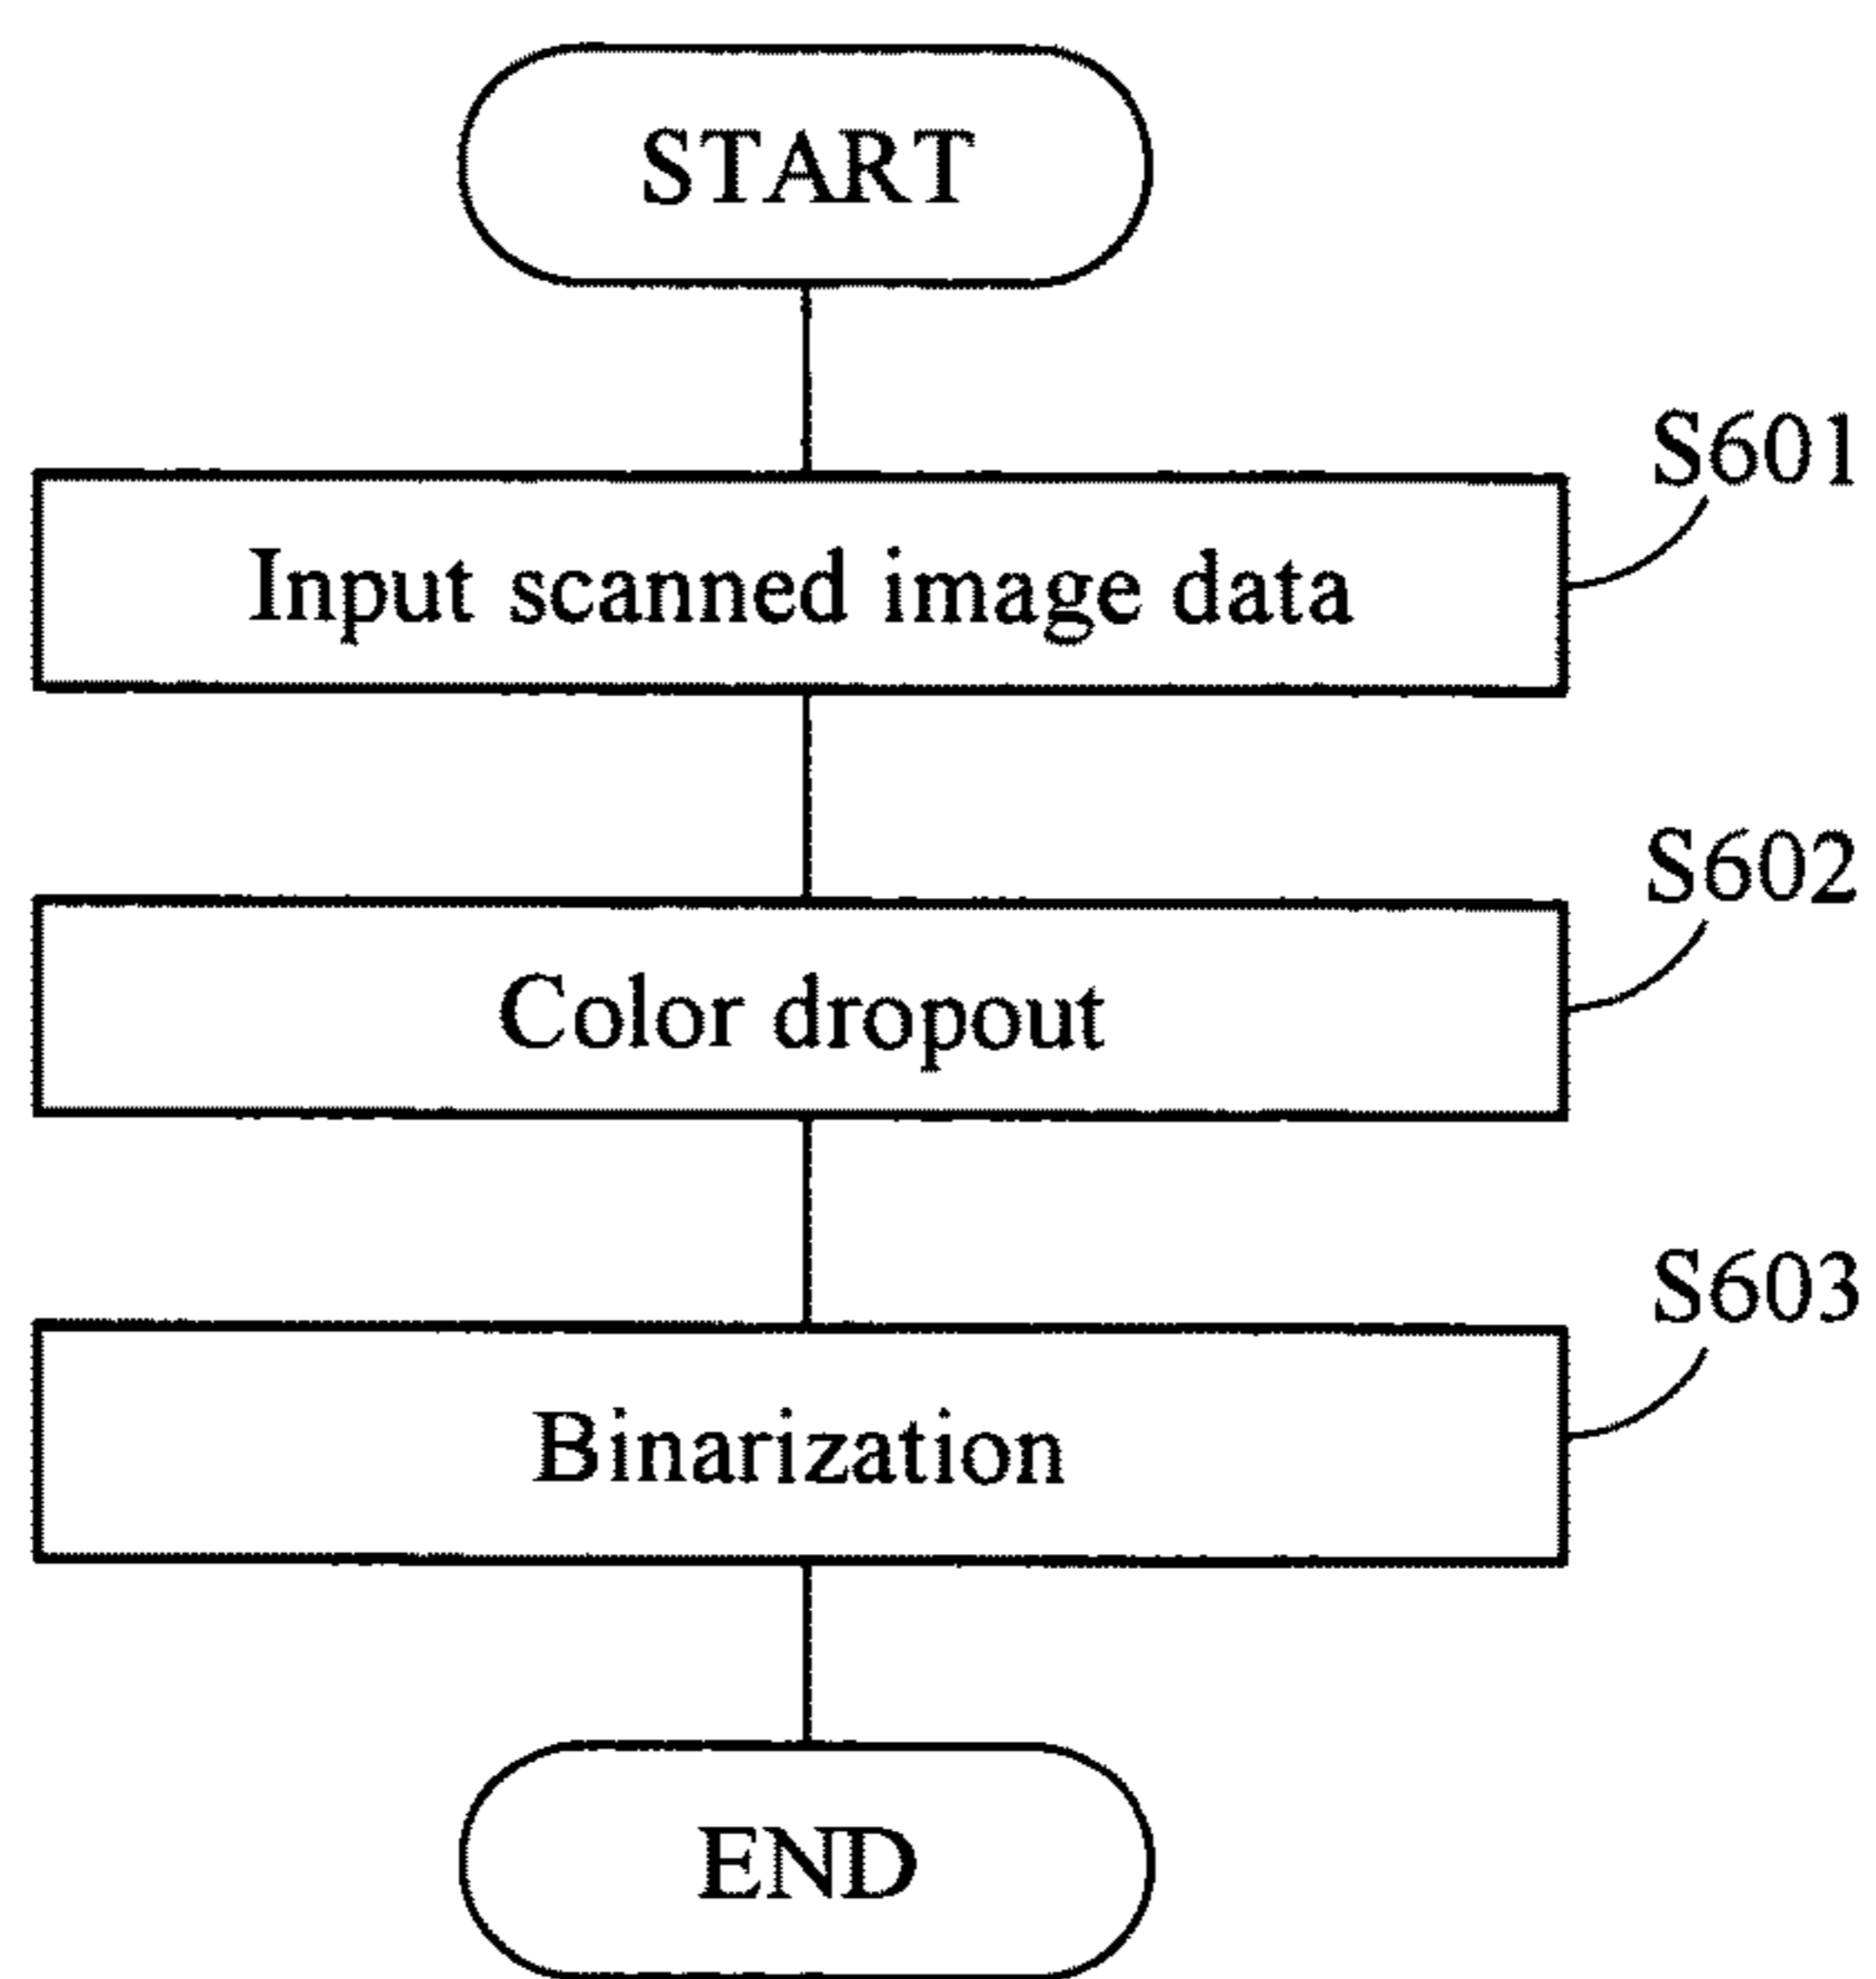 START
S601
Input scanned image data
S602
Color dropout
S603
Binarization
END